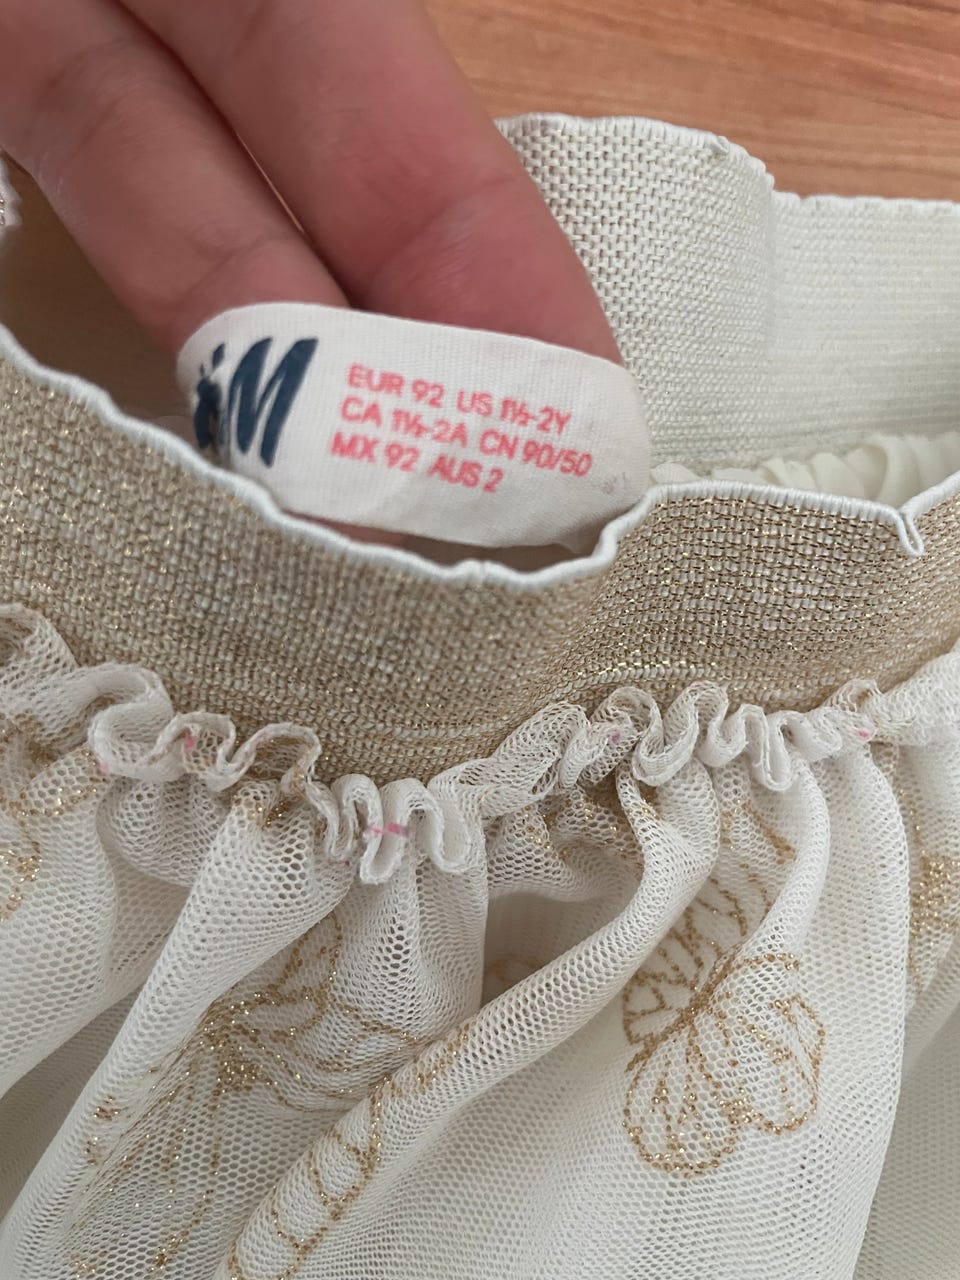 H&M
EUR 92 US 1½-2Y
CA 1½-2A CN 90/50
MX 92 AUS 2